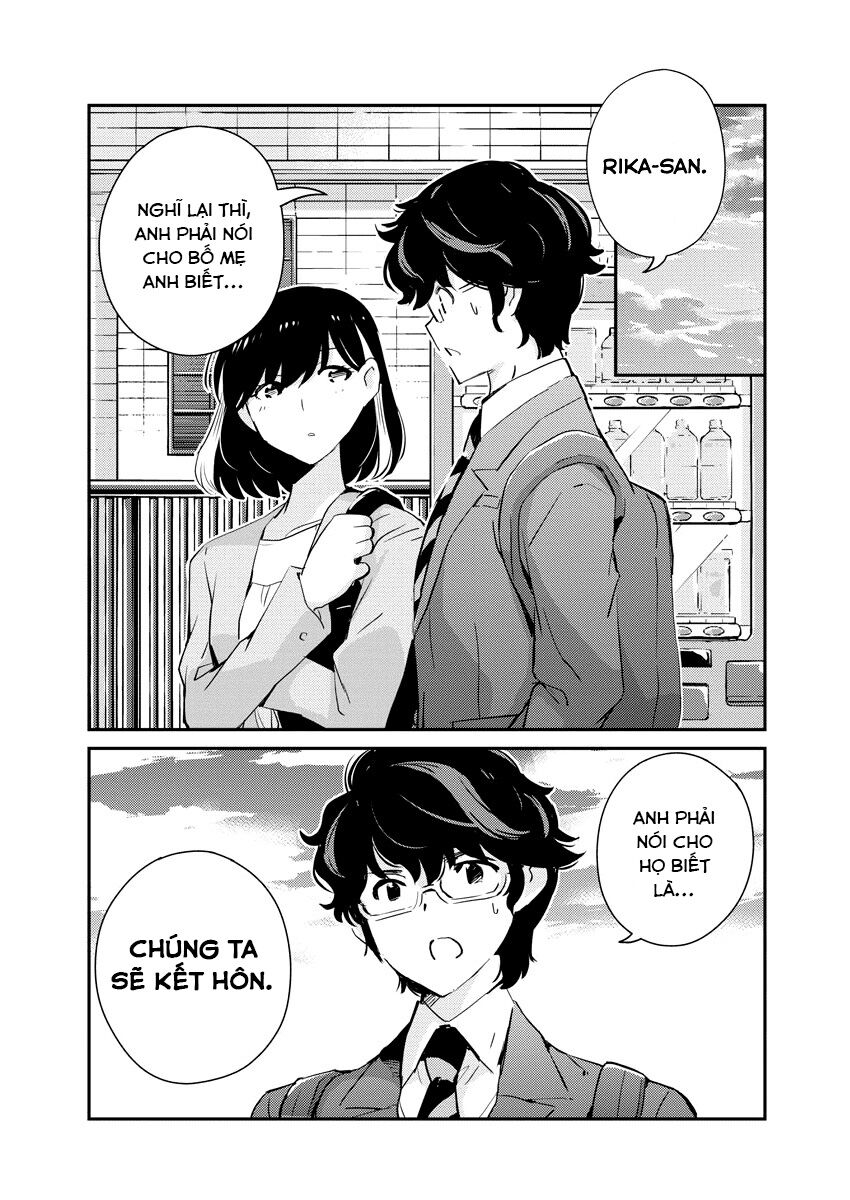 RIKA-SAN.
NGHĨ LẠI THÌ,
ANH PHẢI NÓI
CHO BỐ MẸ
ANH BIẾT...
ANH PHẢI
NÓI CHO
HỌ BIẾT
LÀ...
CHÚNG TA
SẼ KẾT HÔN.